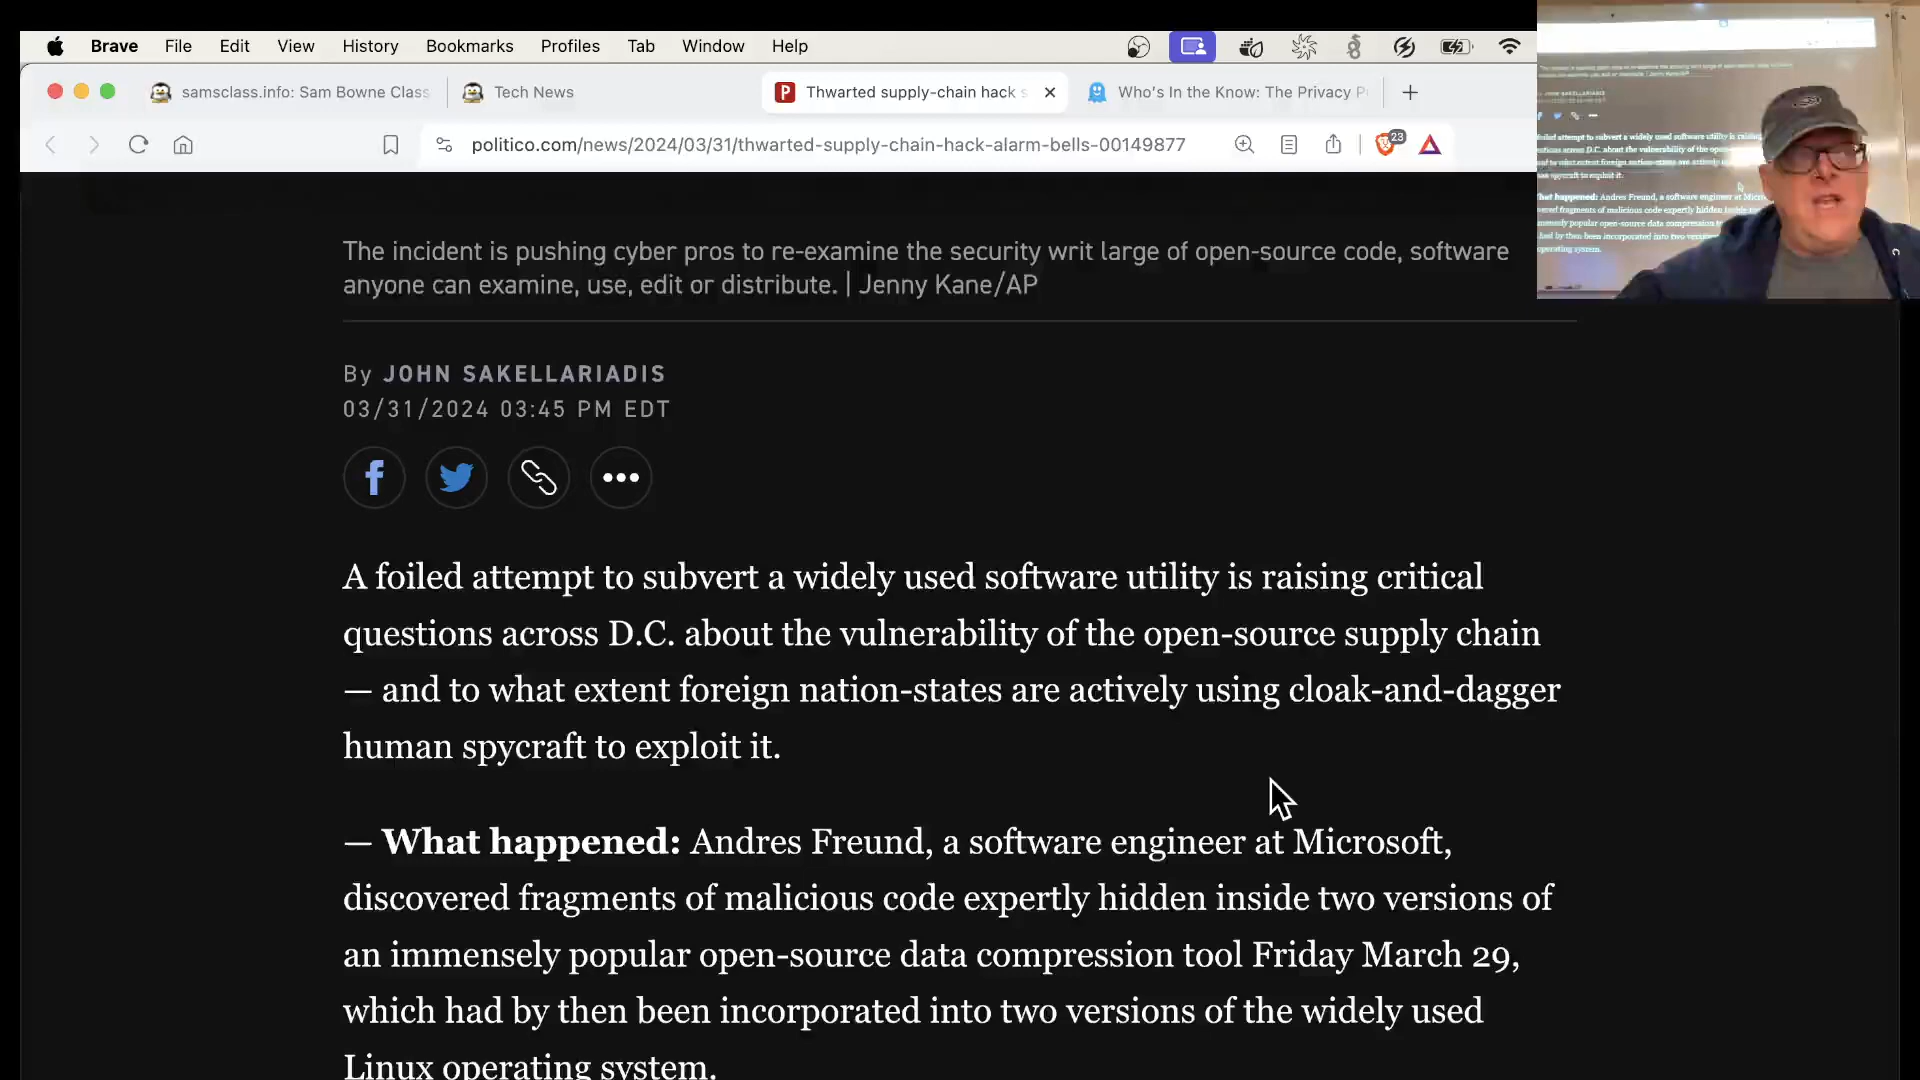 Brave File Edit View History Bookmarks Profiles Tab Window Help
samsclass.info: Sam Bowne Class Tech News Thwarted supply-chain hack s Who's In the Know: The Privacy P
politico.com/news/2024/03/31/thwarted-supply-chain-hack-alarm-bells-00149877 23
The incident is pushing cyber pros to re-examine the security writ large of open-source code, software
anyone can examine, use, edit or distribute. | Jenny Kane/AP
By JOHN SAKELLARIADIS
03/31/2024 03:45 PM EDT
A foiled attempt to subvert a widely used software utility is raising critical
questions across D.C. about the vulnerability of the open-source supply chain
— and to what extent foreign nation-states are actively using cloak-and-dagger
human spycraft to exploit it.
— What happened: Andres Freund, a software engineer at Microsoft,
discovered fragments of malicious code expertly hidden inside two versions of
an immensely popular open-source data compression tool Friday March 29,
which had by then been incorporated into two versions of the widely used
Linux operating system.